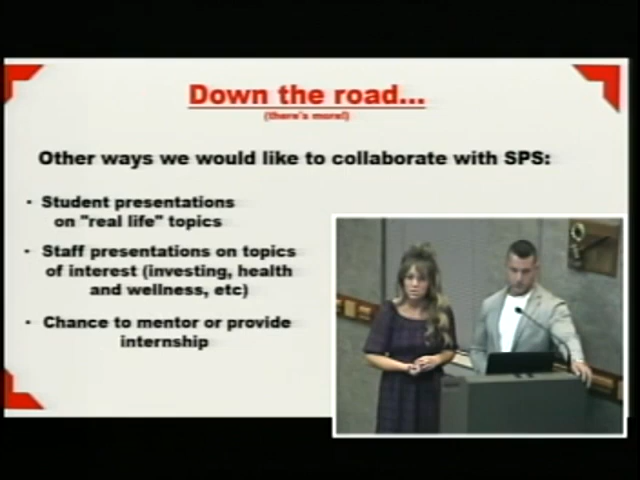 Down the road...
(there's more!)
Other ways we would like to collaborate with SPS:
· Student presentations
on "real life" topics
· Staff presentations on topics
of interest (investing, health
and wellness, etc)
· Chance to mentor or provide
internship